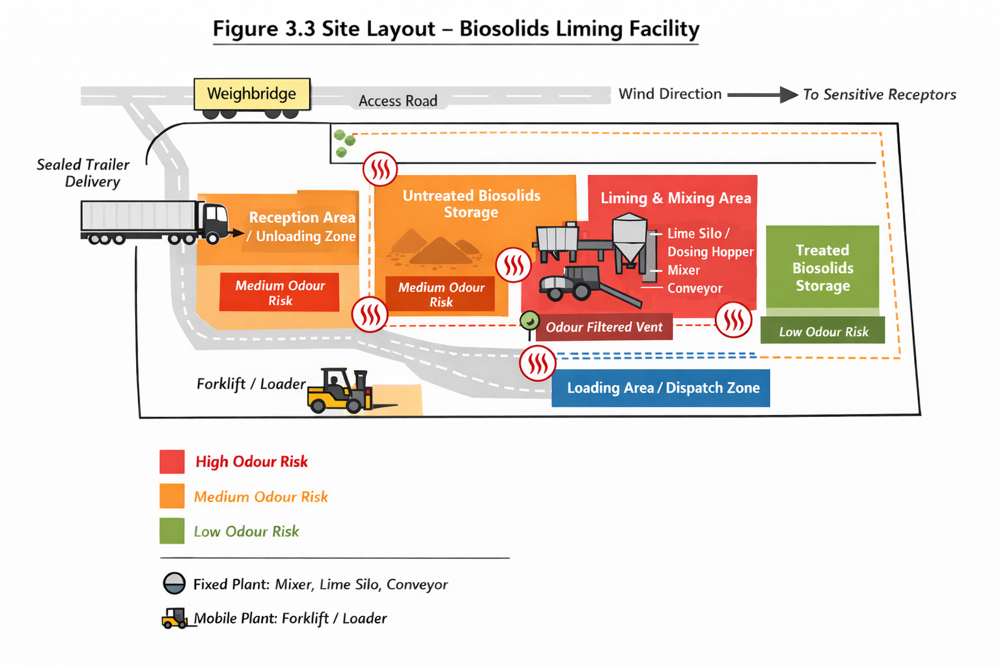 Figure 3.3 Site Layout – Biosolids Liming Facility
Weighbridge
Access Road
Wind Direction
To Sensitive Receptors
Sealed Trailer
Delivery
Reception Area
/ Unloading Zone
Medium Odour
Risk
Untreated Biosolids
Storage
Medium Odour
Risk
Liming & Mixing Area
Lime Silo /
Dosing Hopper
Mixer
Conveyor
Odour Filtered Vent
Treated
Biosolids
Storage
Low Odour Risk
Forklift / Loader
Loading Area / Dispatch Zone
High Odour Risk
Medium Odour Risk
Low Odour Risk
Fixed Plant: Mixer, Lime Silo, Conveyor
Mobile Plant: Forklift / Loader